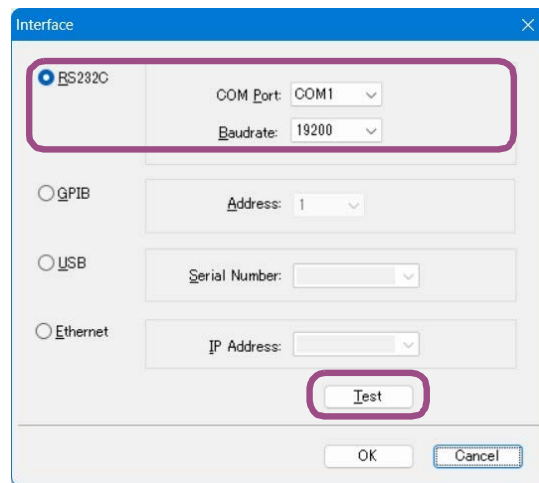 Interface
RS232C
COM Port: COM1
Baudrate: 19200
GPIB
Address: 1
USB
Serial Number:
Ethernet
IP Address:
Test
OK Cancel